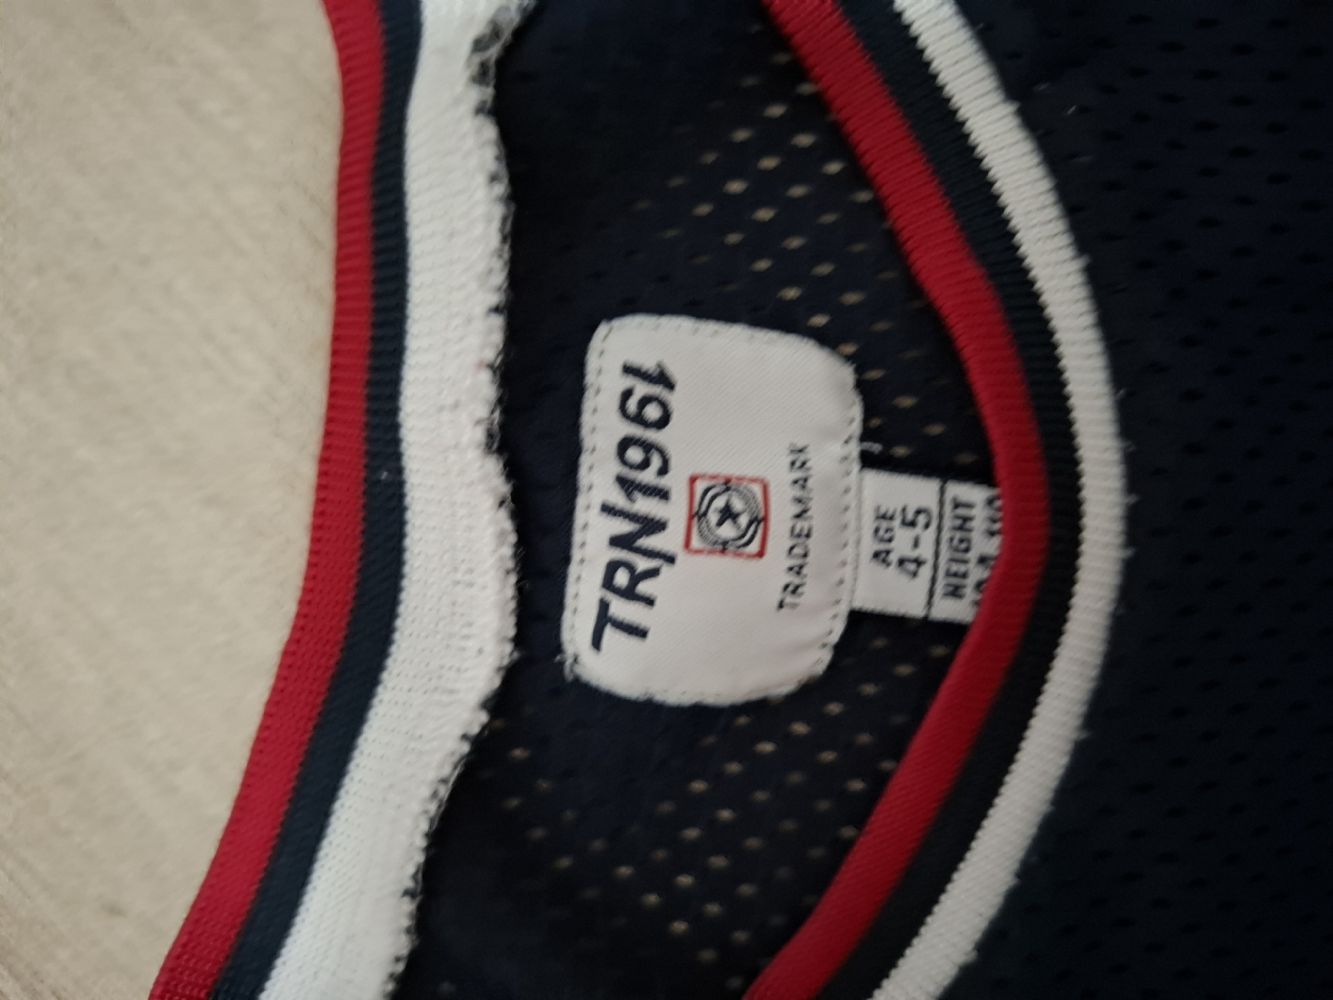 TRN1961
TRADEMARK
AGE
4-5
HEIGHT